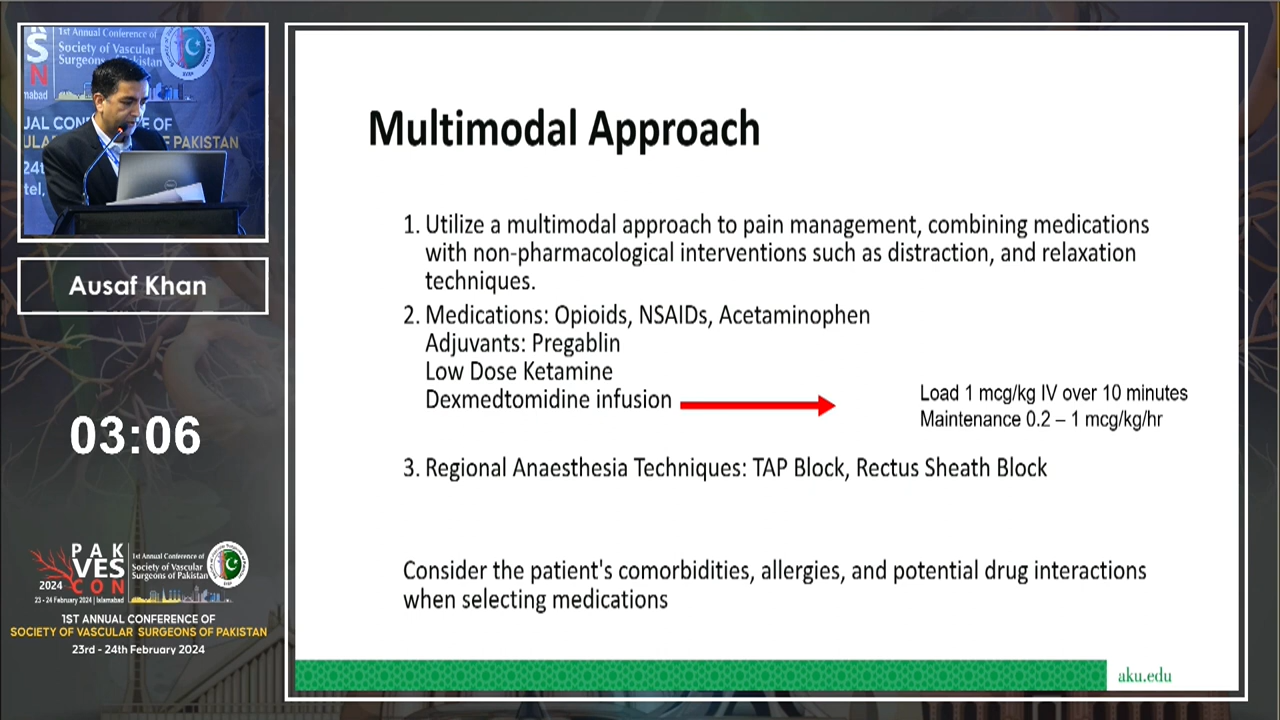 1st Annual Conference of
Society of Vascular
Surgeons of Pakistan
S
N
24t
tel,
PAKISTAN
Ausaf Khan
03:06
PAK
VES
CON
2024
23 - 24 February 2024 | Islamabad
1st Annual Conference of
Society of Vascular
Surgeons of Pakistan
1ST ANNUAL CONFERENCE OF
SOCIETY OF VASCULAR SURGEONS OF PAKISTAN
23rd - 24th February 2024
Multimodal Approach
1. Utilize a multimodal approach to pain management, combining medications
with non-pharmacological interventions such as distraction, and relaxation
techniques.
2. Medications: Opioids, NSAIDs, Acetaminophen
Adjuvants: Pregablin
Low Dose Ketamine
Dexmedtomidine infusion
Load 1 mcg/kg IV over 10 minutes
Maintenance 0.2 – 1 mcg/kg/hr
3. Regional Anaesthesia Techniques: TAP Block, Rectus Sheath Block
Consider the patient's comorbidities, allergies, and potential drug interactions
when selecting medications
aku.edu